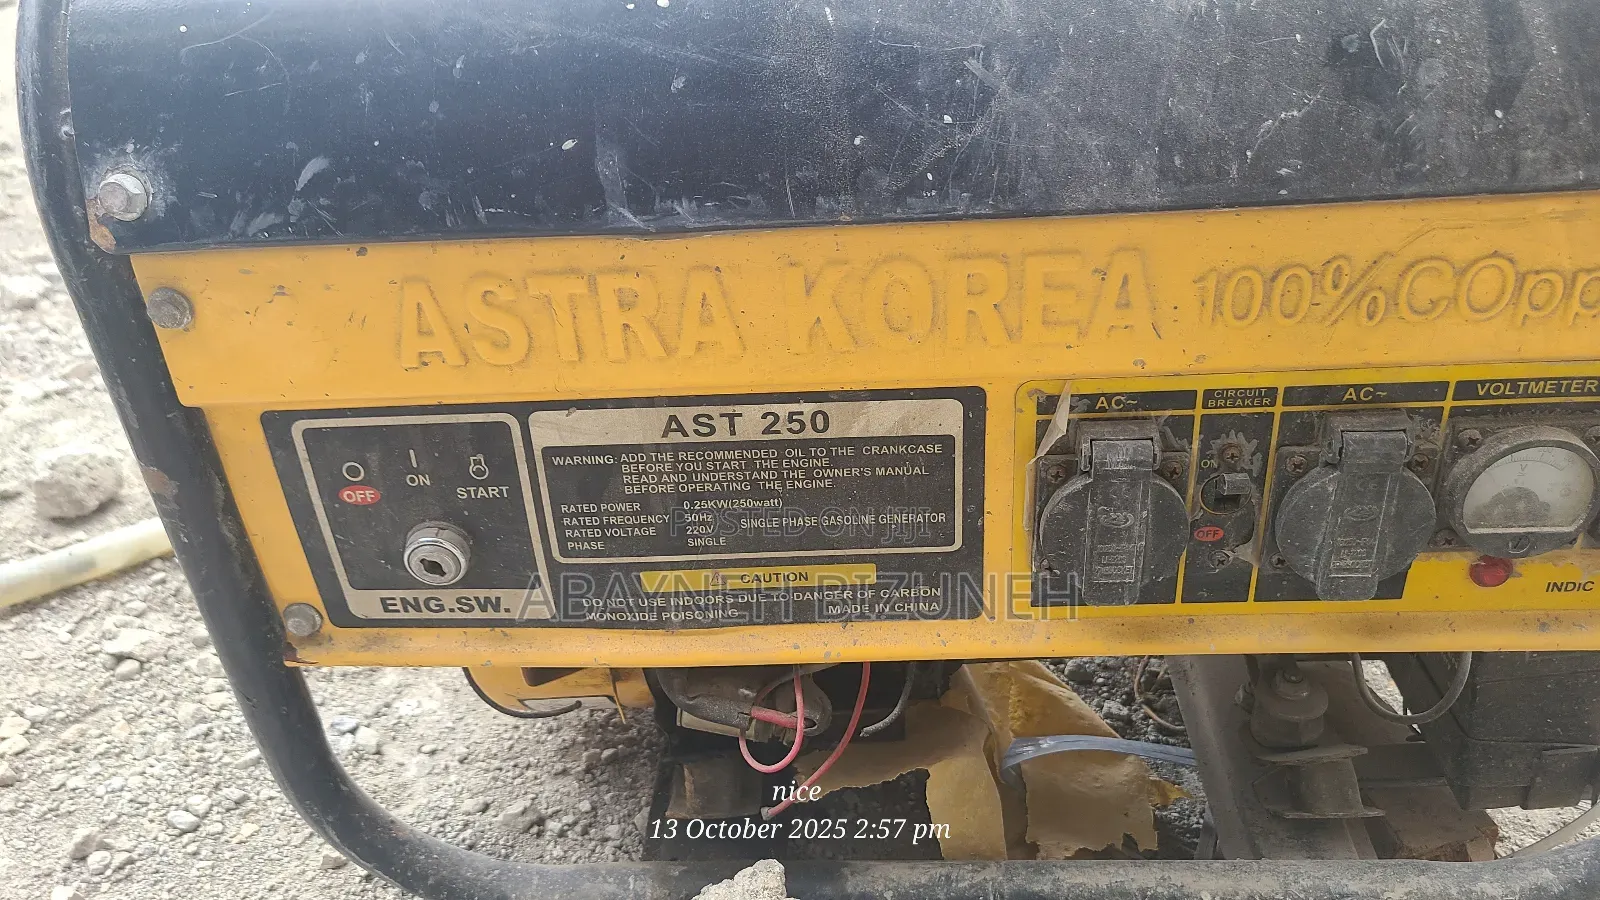 ASTRA KOREA 100%COpp
AST 250
WARNING: ADD THE RECOMMENDED OIL TO THE CRANKCASE
BEFORE YOU START THE ENGINE.
READ AND UNDERSTAND THE OWNER'S MANUAL
BEFORE OPERATING THE ENGINE.
RATED POWER 0.25KW(250watt)
RATED FREQUENCY 50Hz SINGLE PHASE GASOLINE GENERATOR
RATED VOLTAGE 220V
PHASE SINGLE
CAUTION
DO NOT USE INDOORS DUE TO DANGER OF CARBON
MONOXIDE POISONING MADE IN CHINA
OFF
ON
START
ENG.SW.
AC~
CIRCUIT
BREAKER
ON
OFF
AC~
VOLTMETER
V
INDIC
POSTED ON JIJI
ABAYNEH BIZUNEH
nice
13 October 2025 2:57 pm